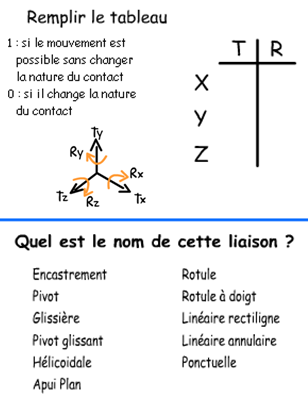 Remplir le tableau
1 : si le mouvement est
possible sans changer
la nature du contact
0 : si il change la nature
du contact
T R
X
Y
Z
Ty
Ry
Rx
Tz
Rz
Tx
Quel est le nom de cette liaison ?
Encastrement
Pivot
Glissière
Pivot glissant
Hélicoidale
Apui Plan
Rotule
Rotule à doigt
Linéaire rectiligne
Linéaire annulaire
Ponctuelle